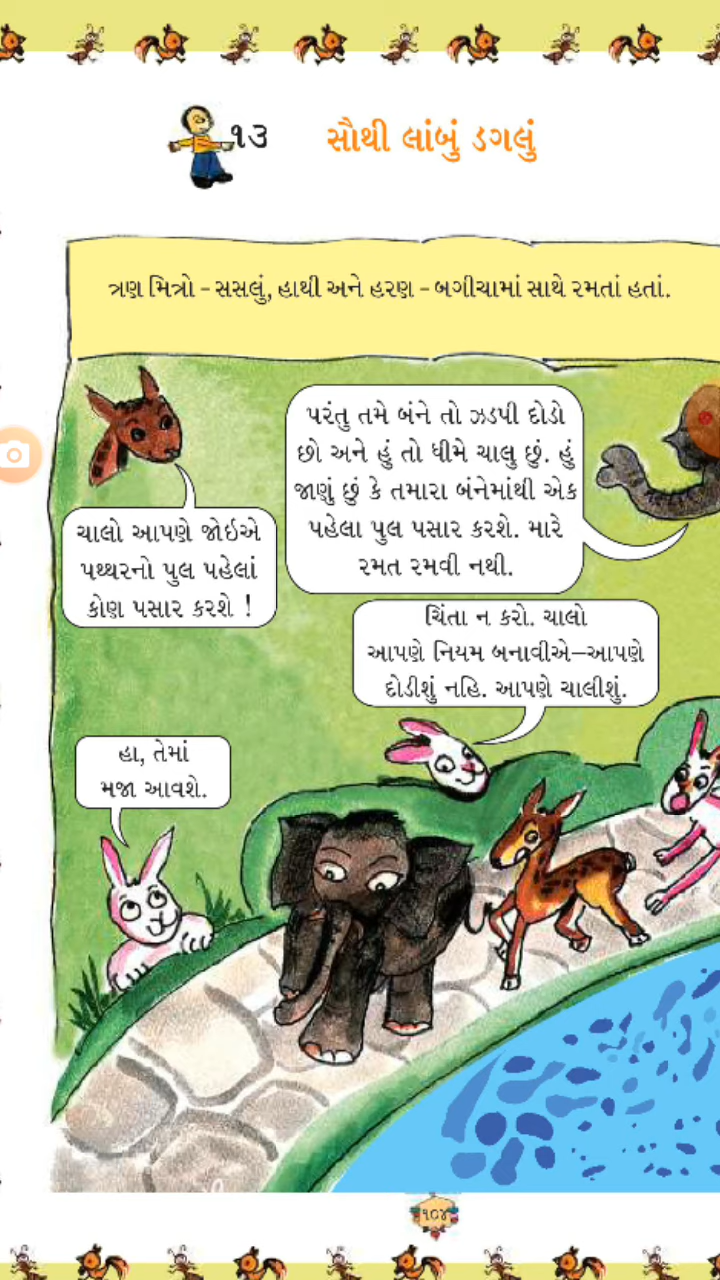 ૧૩ સૌથી લાંબું ડગલું
ત્રણ મિત્રો - સસલું, હાથી અને હરણ - બગીચામાં સાથે રમતાં હતાં.
ચાલો આપણે જોઇએ
પથ્થરનો પુલ પહેલાં
કોણ પસાર કરશે !
પરંતુ તમે બંને તો ઝડપી દોડો
છો અને હું તો ધીમે ચાલુ છું. હું
જાણું છું કે તમારા બંનેમાંથી એક
પહેલા પુલ પસાર કરશે. મારે
રમત રમવી નથી.
ચિંતા ન કરો. ચાલો
આપણે નિયમ બનાવીએ–આપણે
દોડીશું નહિ. આપણે ચાલીશું.
હા, તેમાં
મજા આવશે.
૧૦૪